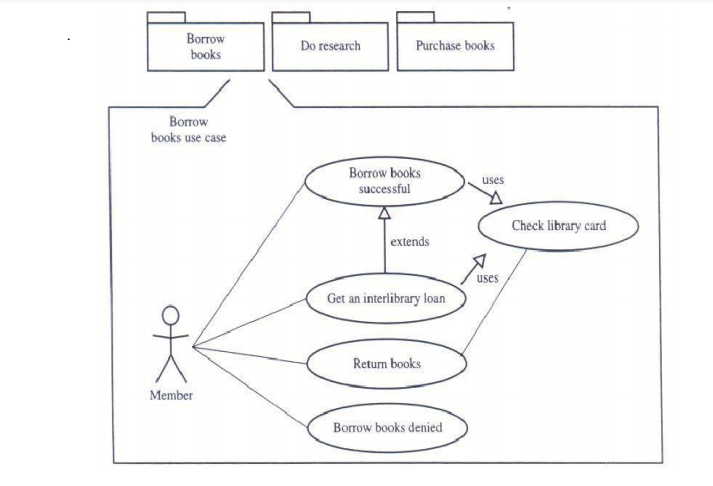 Borrow
books
Do research
Purchase books
Borrow
books use case
Borrow books
successful
uses
Check library card
extends
Get an interlibrary loan
uses
Return books
Member
Borrow books denied